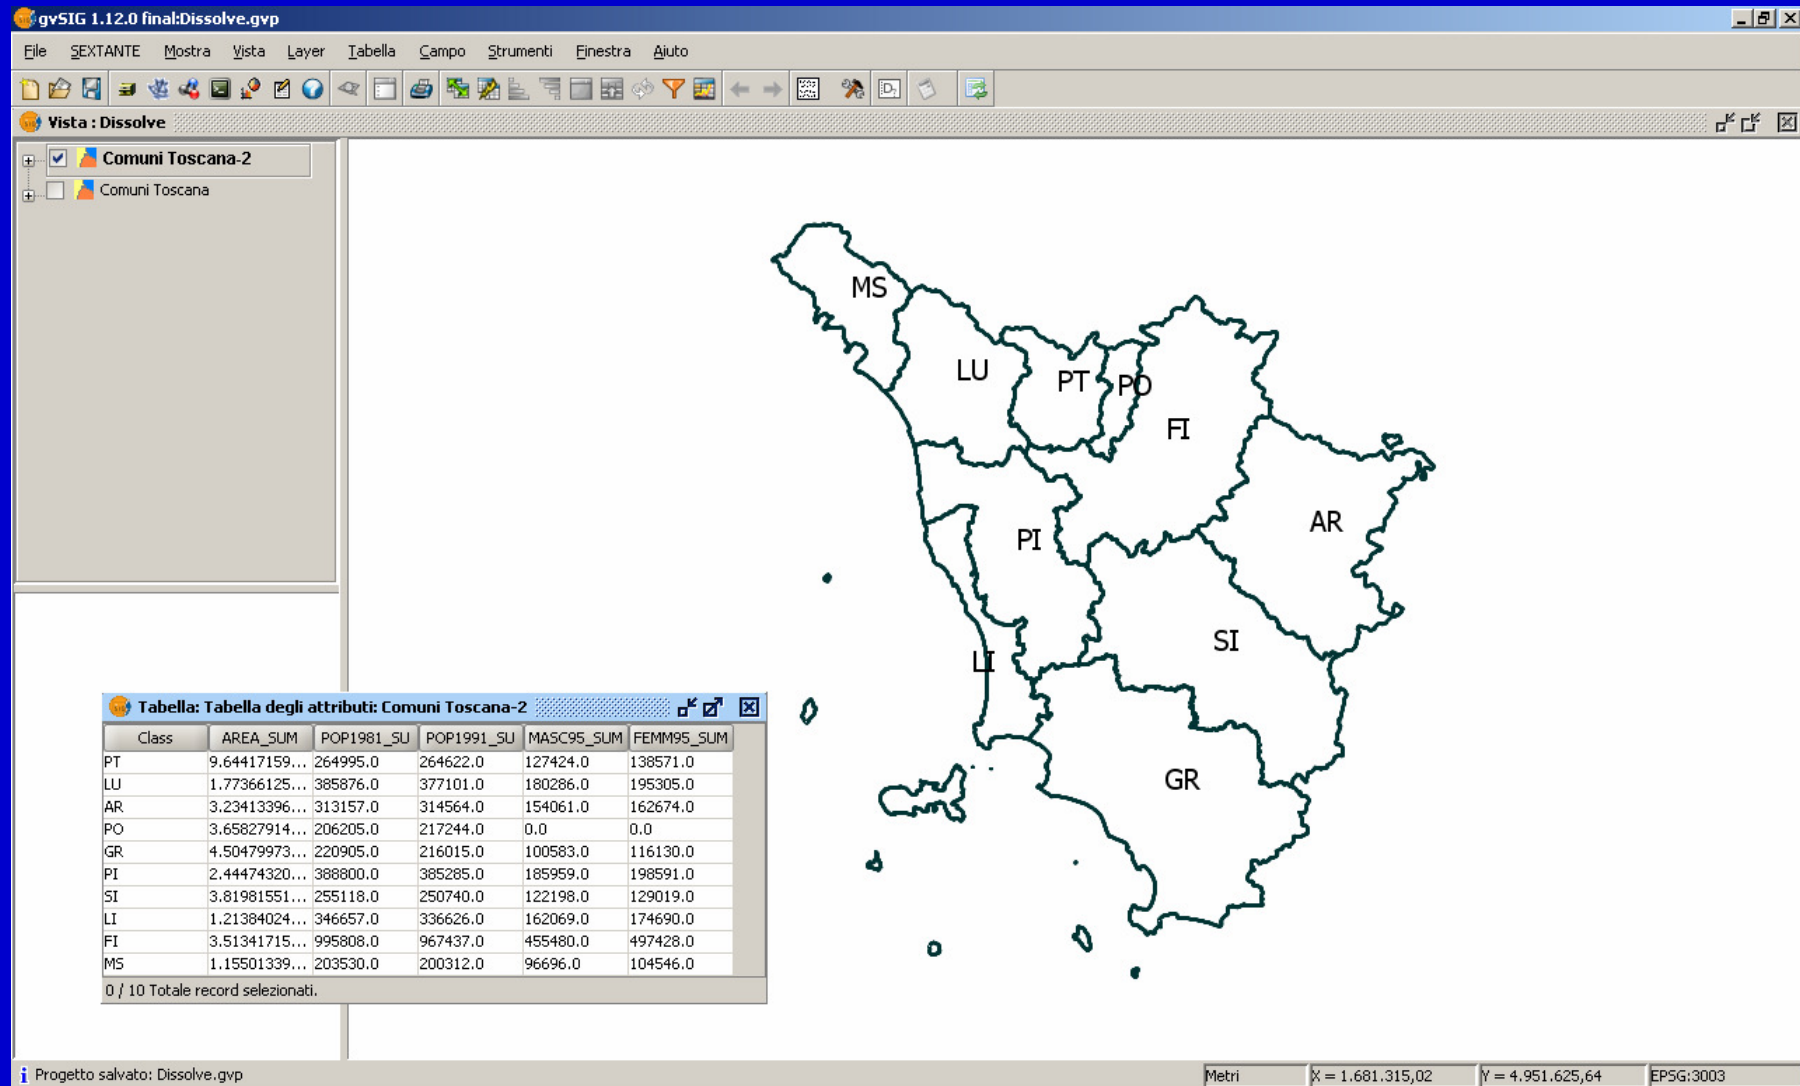 gvSIG 1.12.0 final:Dissolve.gvp
File SEXTANTE Mostra Vista Layer Tabella Campo Strumenti Finestra Aiuto
Vista : Dissolve
Comuni Toscana-2
Comuni Toscana
MS
LU
PT
PO
FI
AR
PI
SI
LI
GR
Tabella: Tabella degli attributi: Comuni Toscana-2
Class AREA_SUM POP1981_SU POP1991_SU MASC95_SUM FEMM95_SUM
PT 9.64417159... 264995.0 264622.0 127424.0 138571.0
LU 1.77366125... 385876.0 377101.0 180286.0 195305.0
AR 3.23413396... 313157.0 314564.0 154061.0 162674.0
PO 3.65827914... 206205.0 217244.0 0.0 0.0
GR 4.50479973... 220905.0 216015.0 100583.0 116130.0
PI 2.44474320... 388800.0 385285.0 185959.0 198591.0
SI 3.81981551... 255118.0 250740.0 122198.0 129019.0
LI 1.21384024... 346657.0 336626.0 162069.0 174690.0
FI 3.51341715... 995808.0 967437.0 455480.0 497428.0
MS 1.15501339... 203530.0 200312.0 96696.0 104546.0
0 / 10 Totale record selezionati.
Progetto salvato: Dissolve.gvp Metri X = 1.681.315,02 Y = 4.951.625,64 EPSG:3003